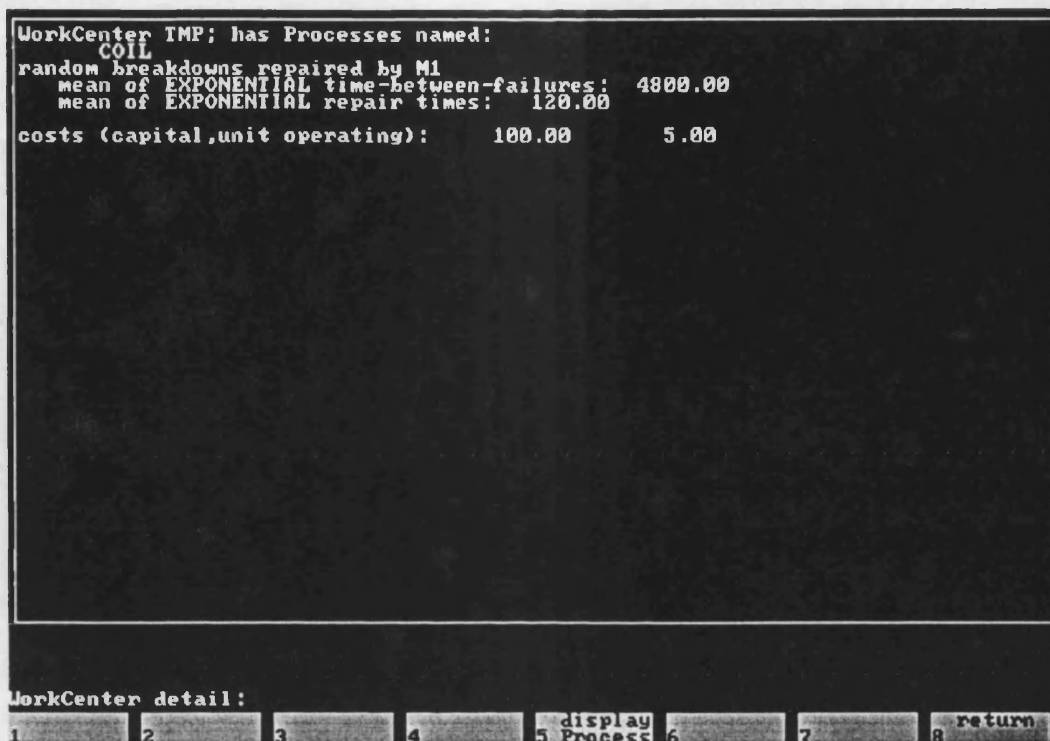 WorkCenter TMP; has Processes named:
COIL
random breakdowns repaired by M1
mean of EXPONENTIAL time-between-failures: 4800.00
mean of EXPONENTIAL repair times: 120.00
costs (capital,unit operating): 100.00 5.00
WorkCenter detail:
1 2 3 4 5 display Process 6 7 8 return